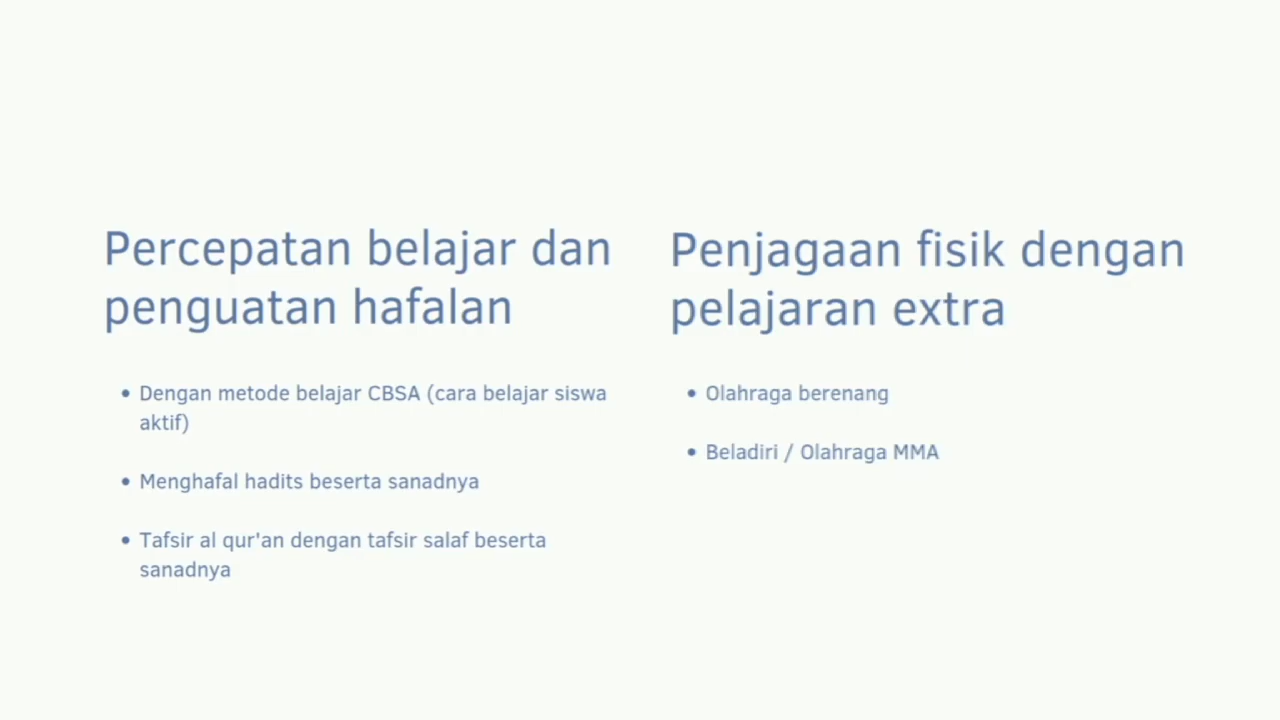 Percepatan belajar dan
penguatan hafalan
• Dengan metode belajar CBSA (cara belajar siswa
aktif)
• Menghafal hadits beserta sanadnya
• Tafsir al qur'an dengan tafsir salaf beserta
sanadnya
Penjagaan fisik dengan
pelajaran extra
• Olahraga berenang
• Beladiri / Olahraga MMA